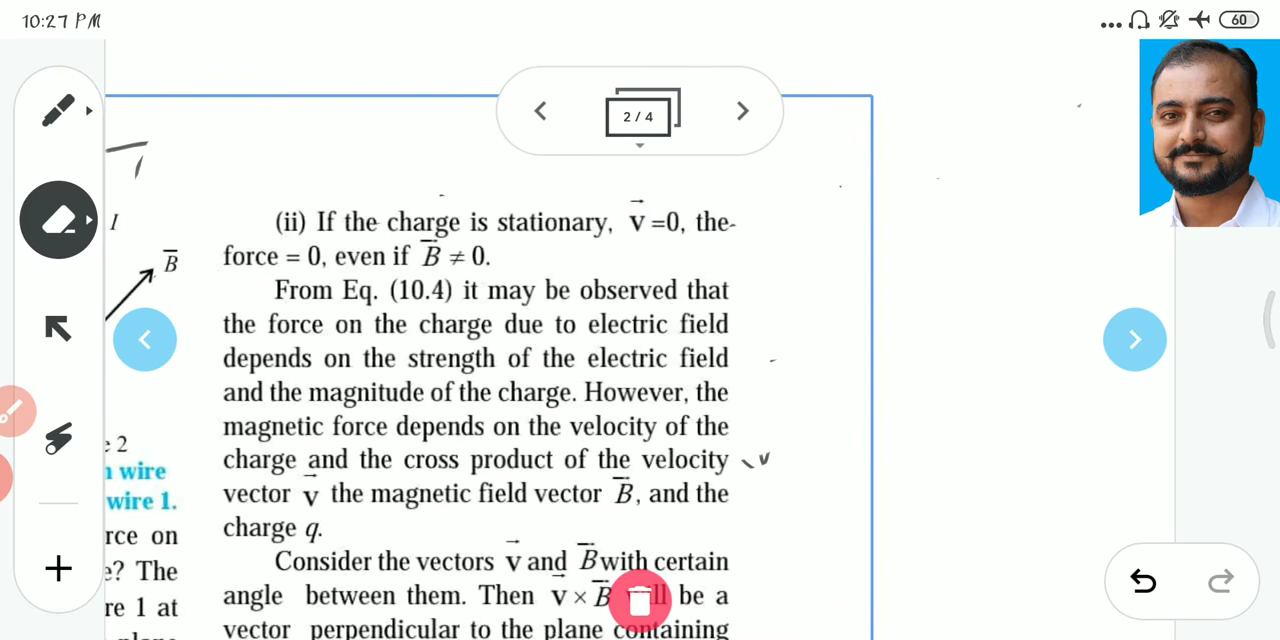 10:27 PM
60
2 / 4
I
B
e 2
n wire
wire 1.
rce on
e? The
re 1 at
plane
(ii) If the charge is stationary, v =0, the
force = 0, even if B ≠ 0.
From Eq. (10.4) it may be observed that
the force on the charge due to electric field
depends on the strength of the electric field
and the magnitude of the charge. However, the
magnetic force depends on the velocity of the
charge and the cross product of the velocity
vector v the magnetic field vector B, and the
charge q.
Consider the vectors v and B with certain
angle between them. Then v × B will be a
vector perpendicular to the plane containing